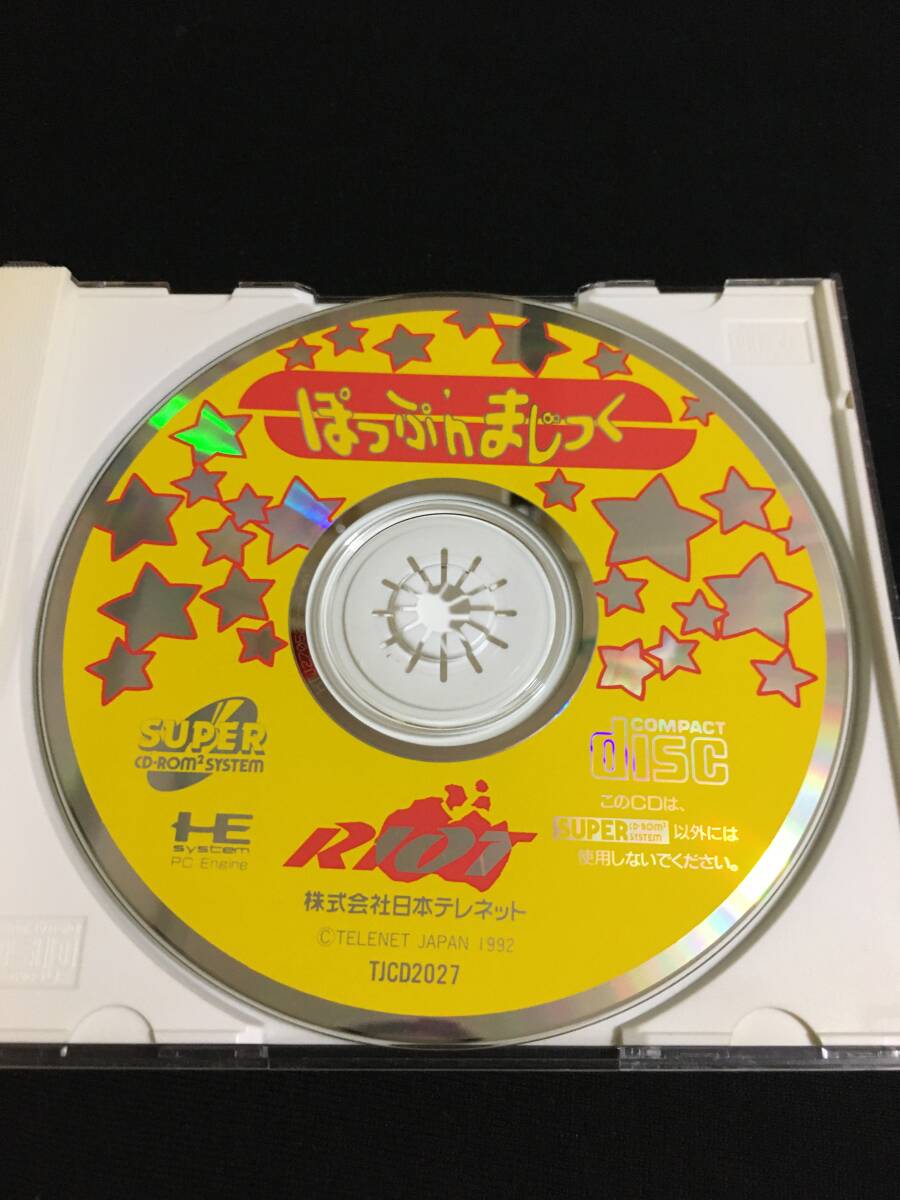 ぽっぷ'nまじっく
SUPER
CD-ROM² SYSTEM
HE
system
PC Engine
RIOT
株式会社日本テレネット
©TELENET JAPAN 1992
TJCD2027
COMPACT
disc
このCDは、
SUPER CD-ROM² SYSTEM 以外には
使用しないでください。